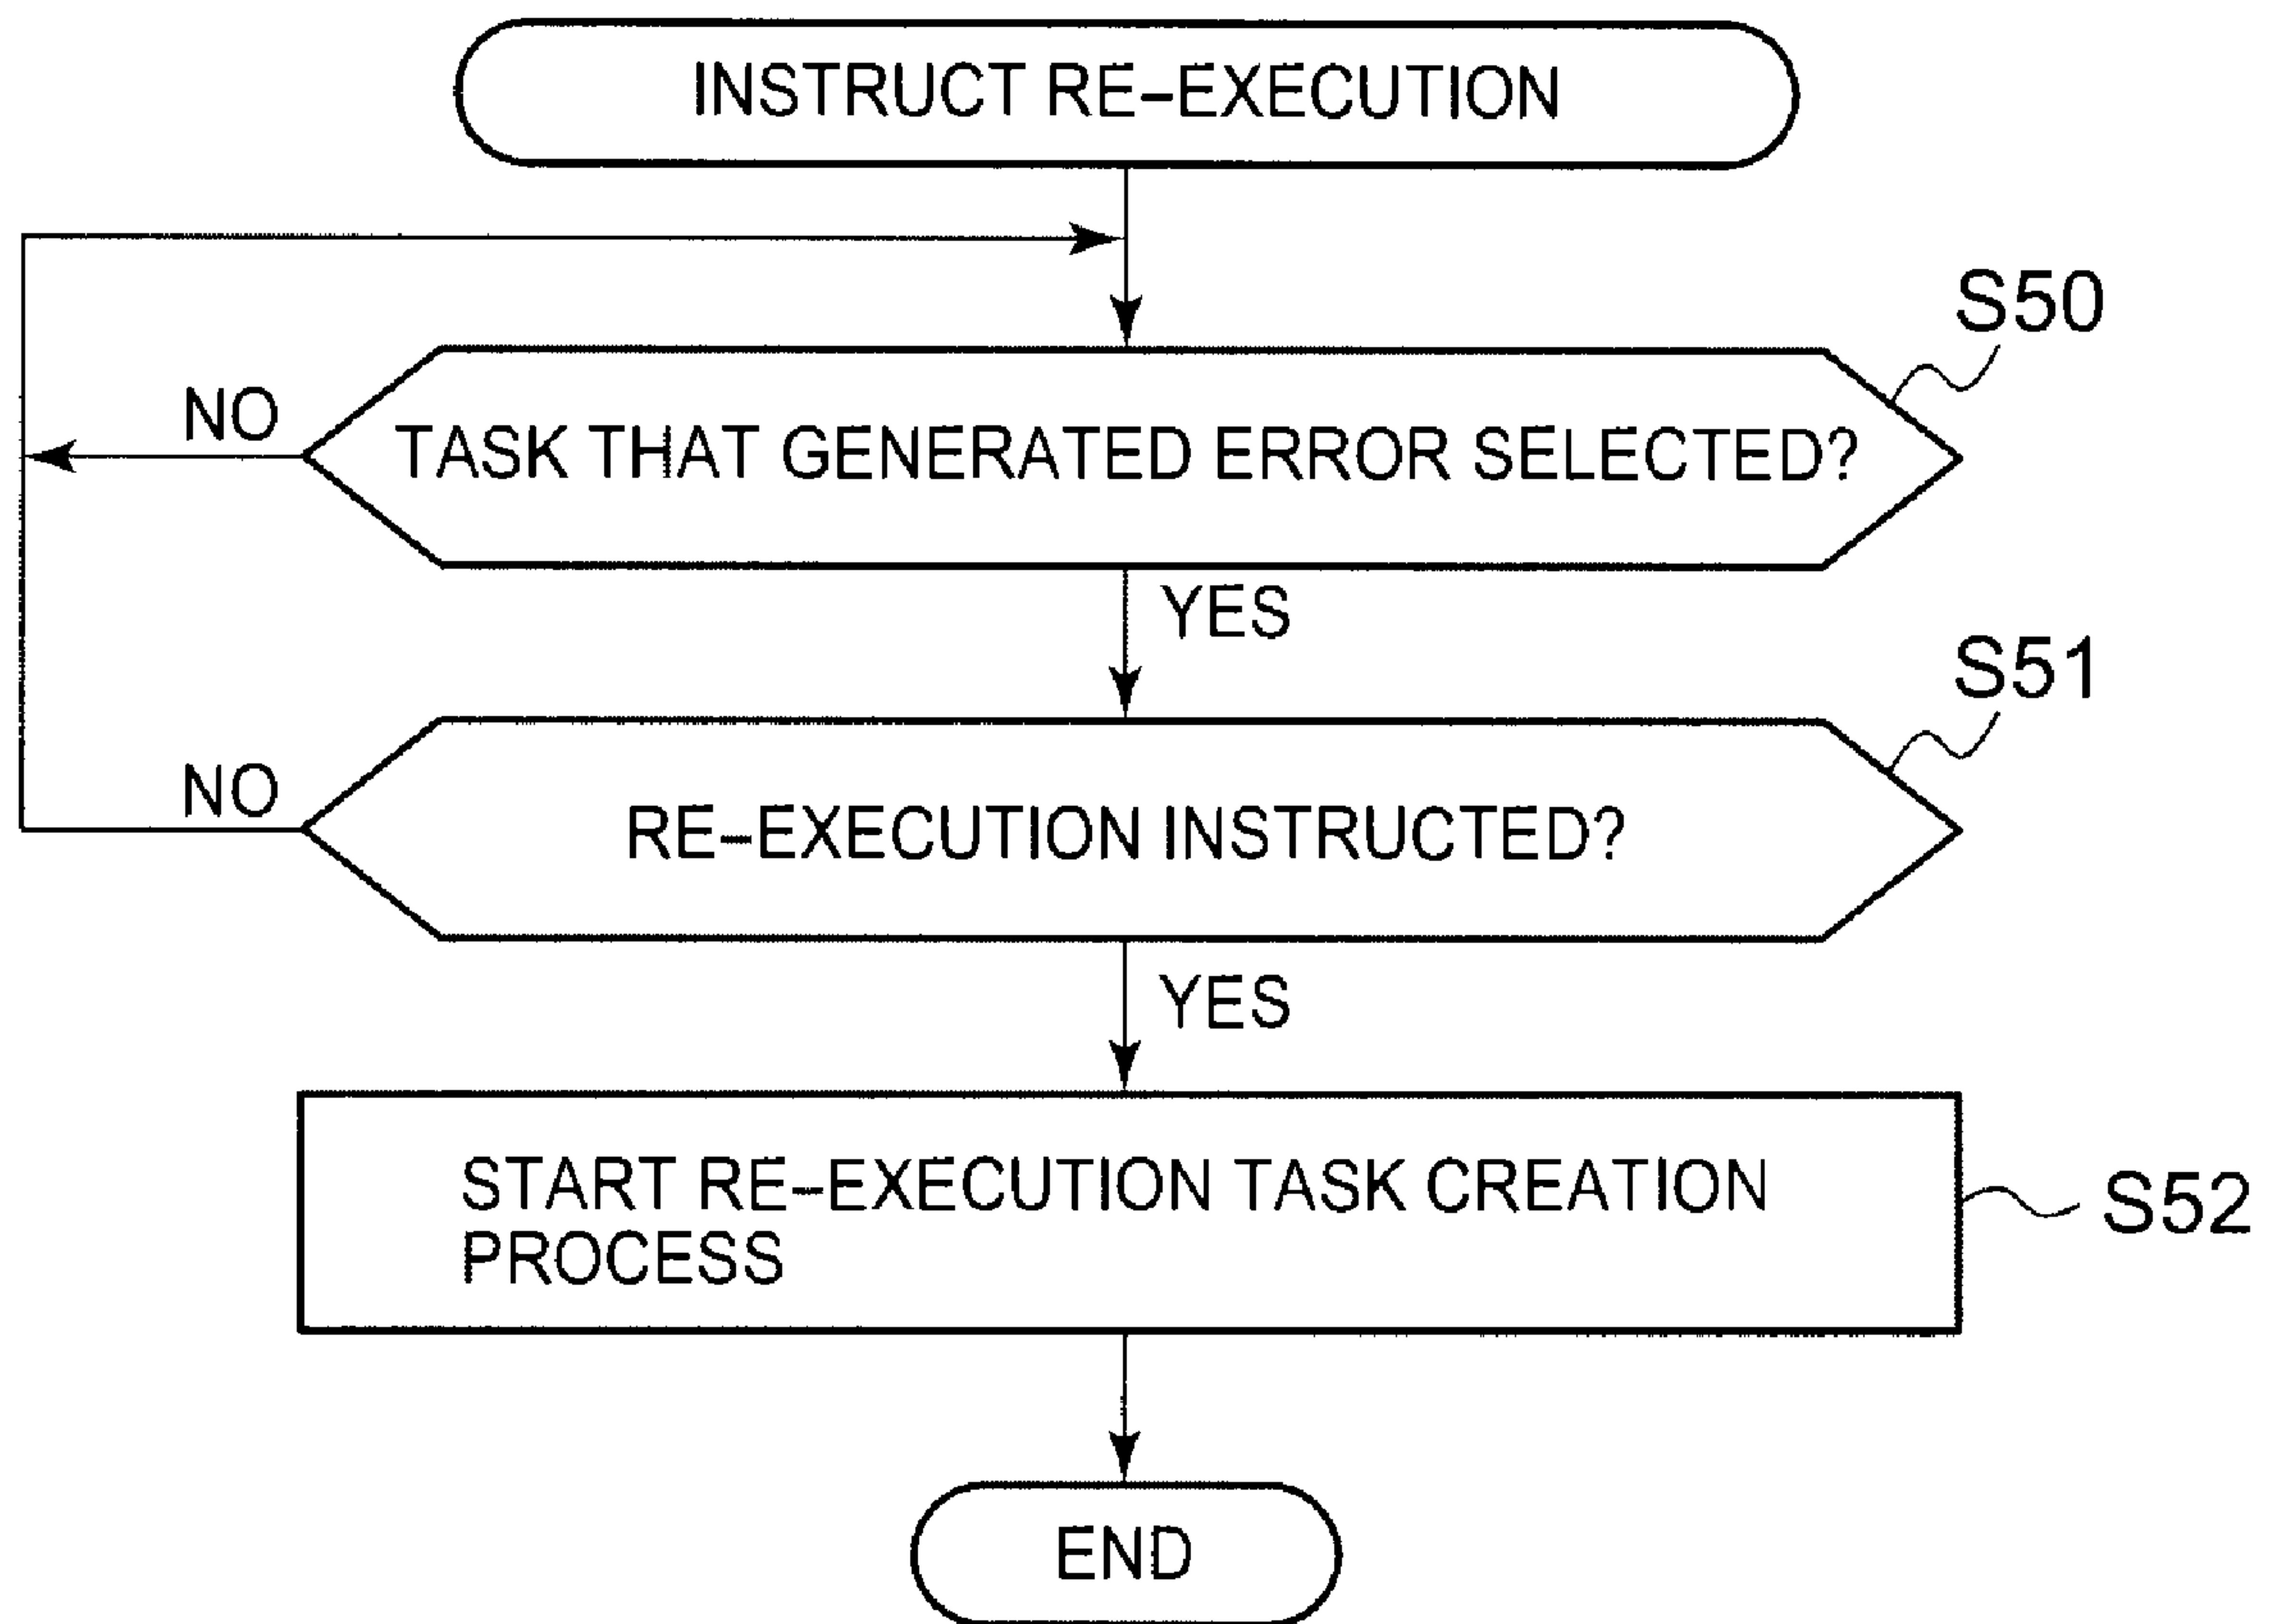 INSTRUCT RE-EXECUTION
S50
NO
TASK THAT GENERATED ERROR SELECTED?
YES
S51
NO
RE-EXECUTION INSTRUCTED?
YES
START RE-EXECUTION TASK CREATION
PROCESS
S52
END